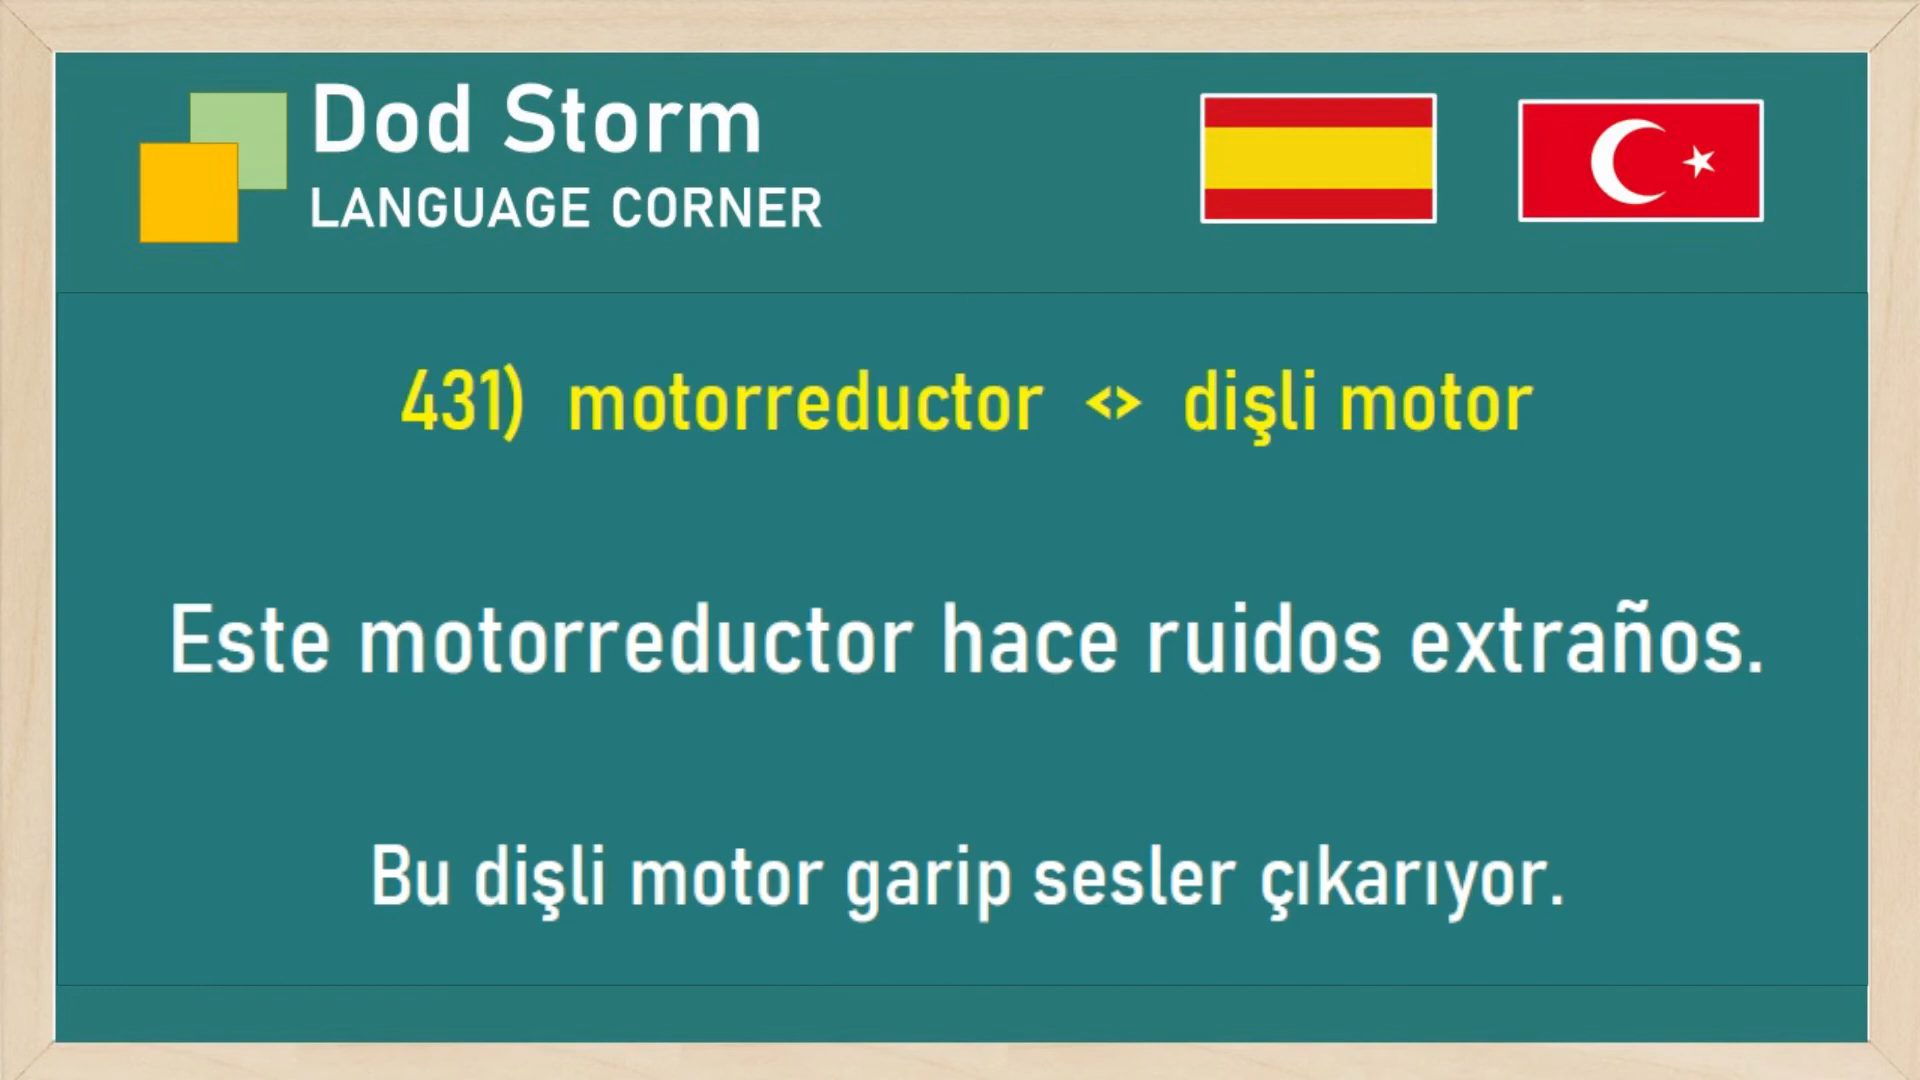 Dod Storm
LANGUAGE CORNER
431) motorreductor <> dişli motor
Este motorreductor hace ruidos extraños.
Bu dişli motor garip sesler çıkarıyor.